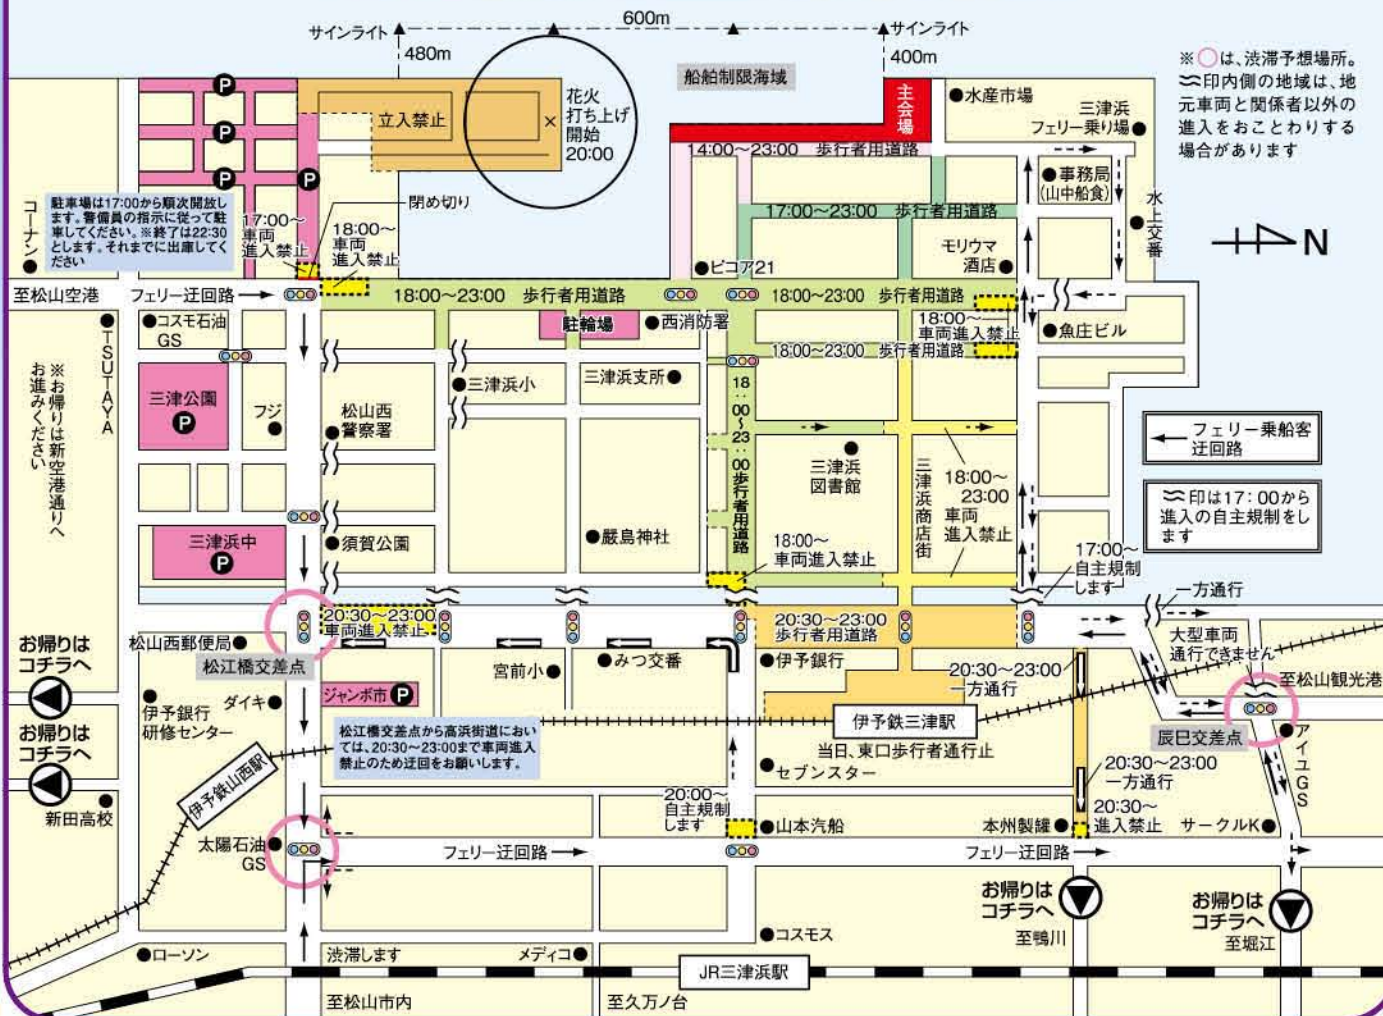 600m
サインライト
サインライト
480m
400m
船舶制限海域
※○は、渋滞予想場所。
≈印内側の地域は、地
元車両と関係者以外の
進入をおことわりする
場合があります
P
P
P
P
立入禁止
×
花火
打ち上げ
開始
20:00
主会場
水産市場
三津浜
フェリー乗り場
14:00〜23:00 歩行者用道路
事務局
(山中船食)
水上交番
N
コーナン
駐車場は17:00から順次開放し
ます。警備員の指示に従って駐
車してください。※終了は22:30
とします。それまでに出庫してく
ださい
17:00〜
車両
進入禁止
閉め切り
18:00〜
車両
進入禁止
17:00〜23:00 歩行者用道路
モリウマ
酒店
ピコア21
至松山空港
フェリー迂回路
18:00〜23:00 歩行者用道路
18:00〜23:00 歩行者用道路
TSUTAYA
コスモ石油
GS
駐輪場
西消防署
18:00〜
車両進入禁止
魚庄ビル
18:00〜23:00 歩行者用道路
※お帰りは新空港通りへ
お進みください
三津公園
P
フジ
松山西
警察署
三津浜小
三津浜支所
18:00〜23:00歩行者用道路
三津浜
図書館
三津浜商店街
18:00〜
23:00
車両
進入禁止
フェリー乗船客
迂回路
≈印は17:00から
進入の自主規制をし
ます
三津浜中
P
須賀公園
厳島神社
18:00〜
車両進入禁止
17:00〜
自主規制
します
一方通行
20:30〜23:00
車両進入禁止
20:30〜23:00
歩行者用道路
大型車両
通行できません
お帰りは
コチラへ
松山西郵便局
松江橋交差点
宮前小
みつ交番
伊予銀行
20:30〜23:00
一方通行
至松山観光港
伊予銀行
研修センター
ダイキ
ジャンボ市
P
伊予鉄三津駅
辰巳交差点
アイユGS
お帰りは
コチラへ
松江橋交差点から高浜街道におい
ては、20:30〜23:00まで車両進入
禁止のため迂回をお願いします。
当日、東口歩行者通行止
セブンスター
20:30〜23:00
一方通行
伊予鉄山西駅
新田高校
20:00〜
自主規制
します
山本汽船
本州製罐
20:30〜
進入禁止
サークルK
太陽石油
GS
フェリー迂回路
フェリー迂回路
お帰りは
コチラへ
至鴨川
お帰りは
コチラへ
至堀江
コスモス
ローソン
渋滞します
メディコ
JR三津浜駅
至松山市内
至久万ノ台